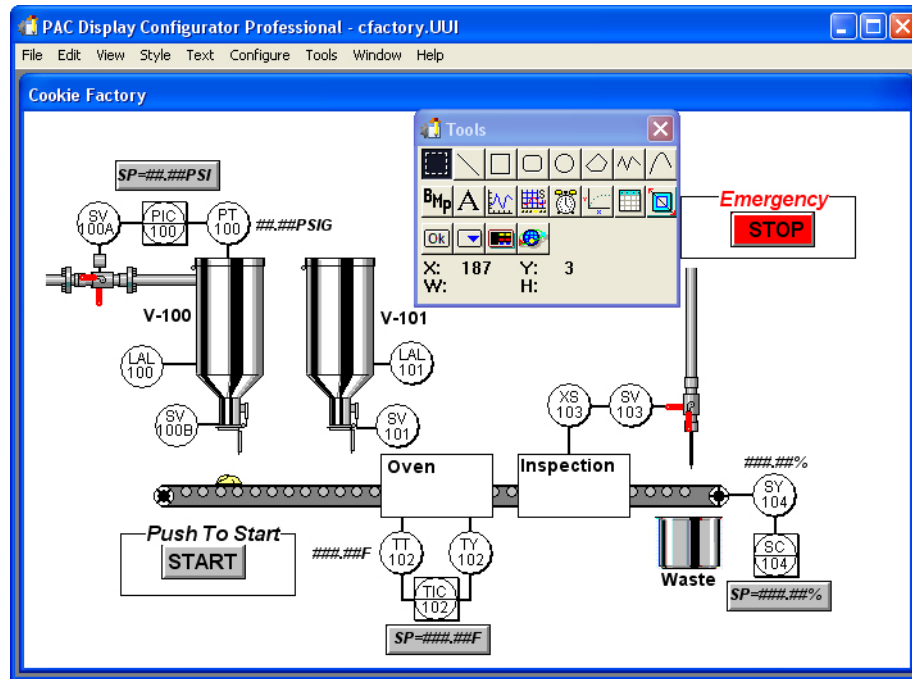 PAC Display Configurator Professional - cfactory.UUI
File Edit View Style Text Configure Tools Window Help
Cookie Factory
Tools
BMP A
Ok
X: 187 Y: 3
W: H:
SP=##.##PSI
SV
100A
PIC
100
PT
100
##.##PSIG
Emergency
STOP
V-100
V-101
LAL
100
LAL
101
SV
100B
SV
101
XS
103
SV
103
Oven
Inspection
###.##%
SY
104
Push To Start
START
###.##F
TT
102
TY
102
SC
104
Waste
TIC
102
SP=###.##%
SP=###.##F